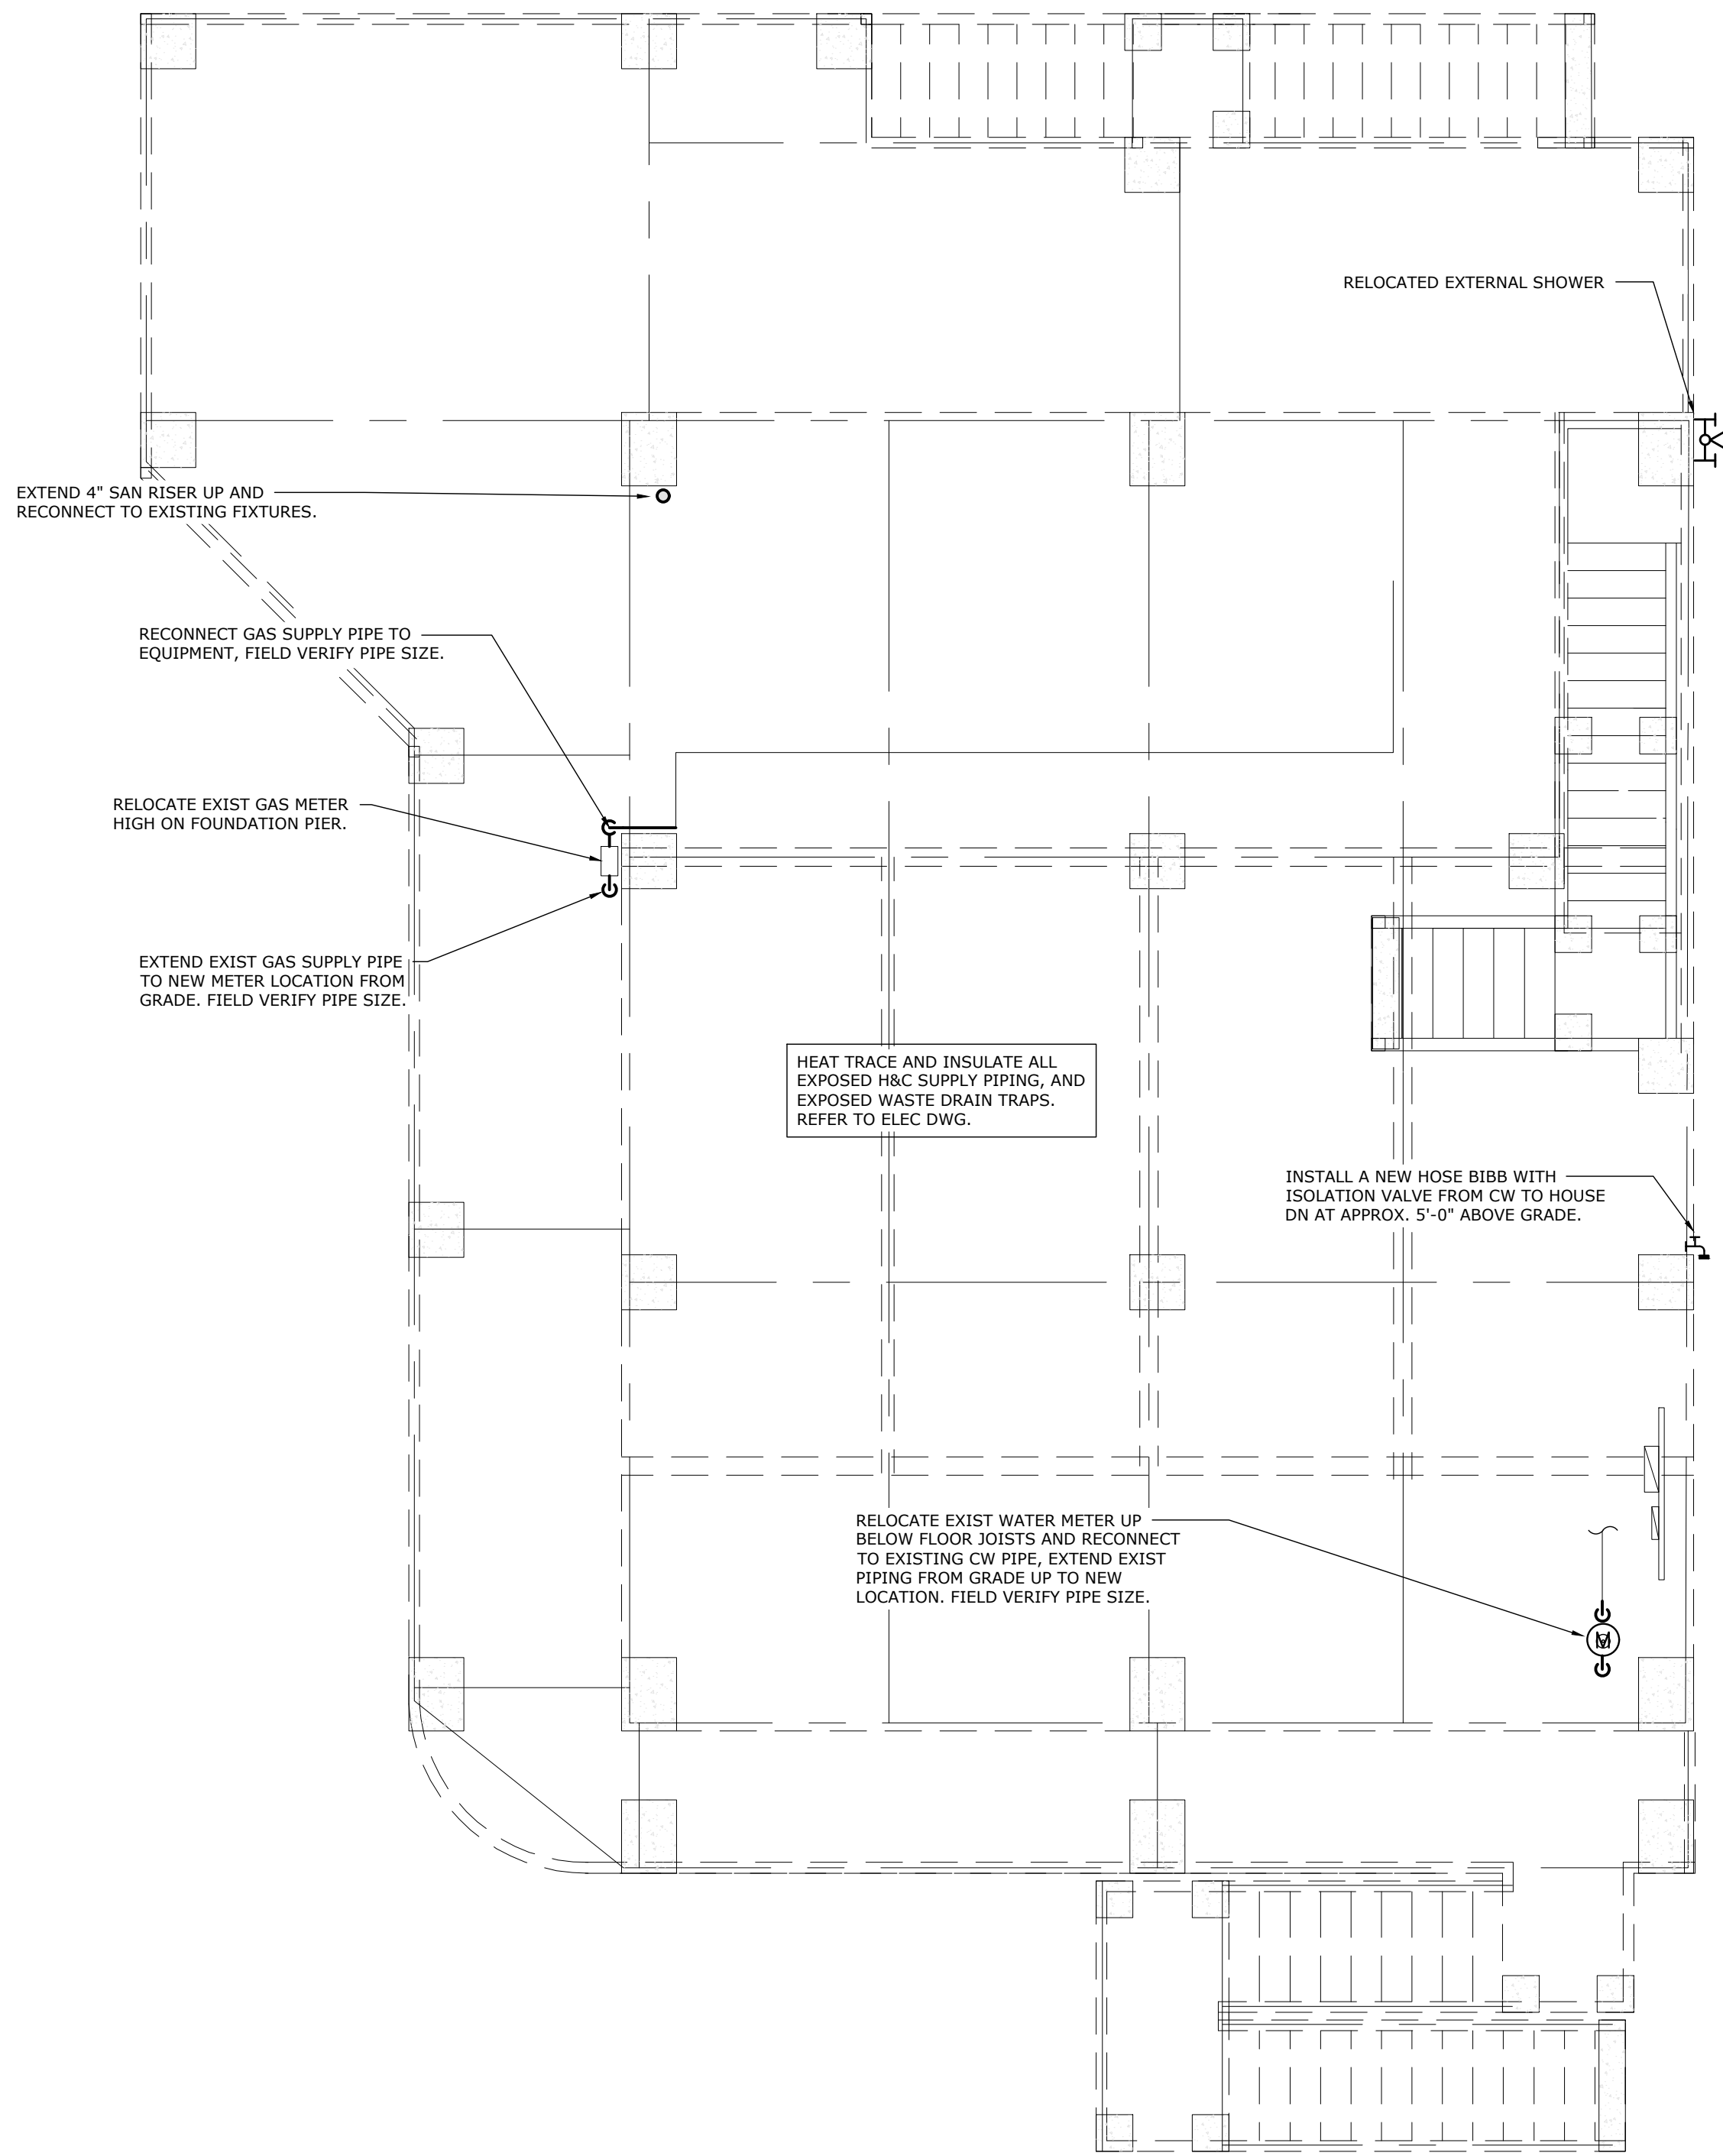 RELOCATED EXTERNAL SHOWER
EXTEND 4" SAN RISER UP AND
RECONNECT TO EXISTING FIXTURES.
RECONNECT GAS SUPPLY PIPE TO
EQUIPMENT, FIELD VERIFY PIPE SIZE.
RELOCATE EXIST GAS METER
HIGH ON FOUNDATION PIER.
EXTEND EXIST GAS SUPPLY PIPE
TO NEW METER LOCATION FROM
GRADE. FIELD VERIFY PIPE SIZE.
HEAT TRACE AND INSULATE ALL
EXPOSED H&C SUPPLY PIPING, AND
EXPOSED WASTE DRAIN TRAPS.
REFER TO ELEC DWG.
INSTALL A NEW HOSE BIBB WITH
ISOLATION VALVE FROM CW TO HOUSE
DN AT APPROX. 5'-0" ABOVE GRADE.
RELOCATE EXIST WATER METER UP
BELOW FLOOR JOISTS AND RECONNECT
TO EXISTING CW PIPE, EXTEND EXIST
PIPING FROM GRADE UP TO NEW
LOCATION. FIELD VERIFY PIPE SIZE.
M